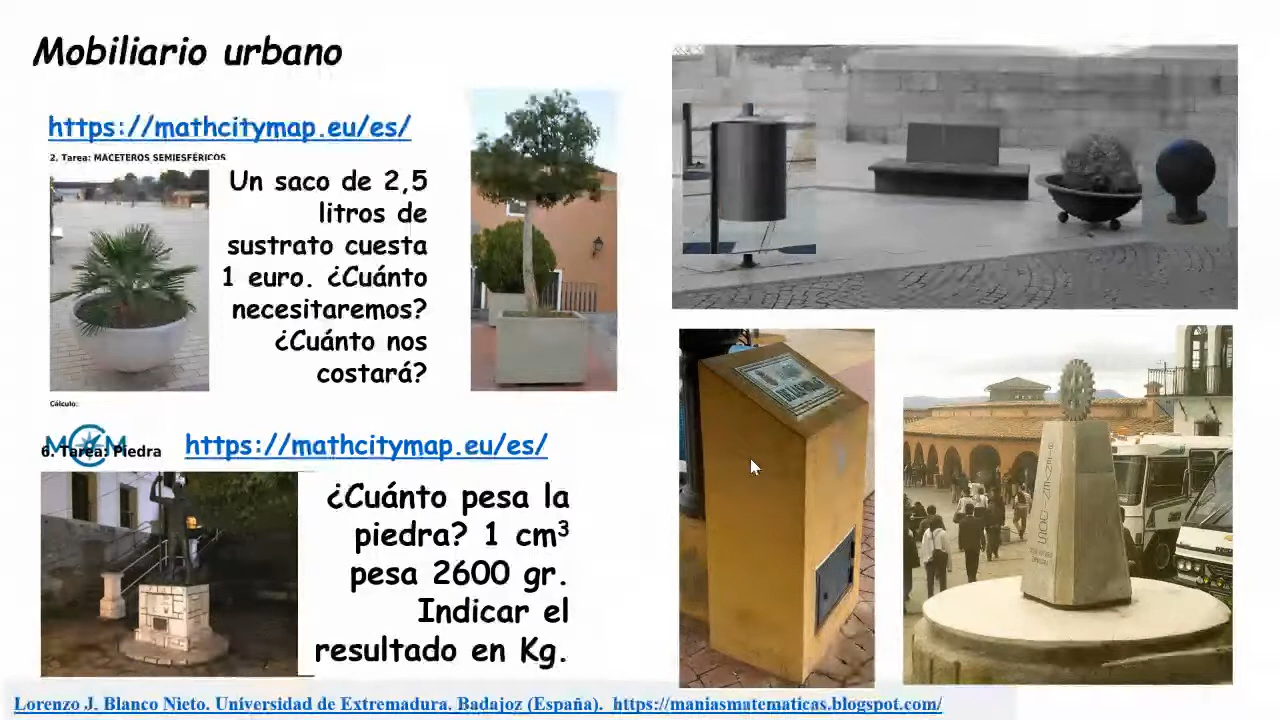 Mobiliario urbano
https://mathcitymap.eu/es/
2. Tarea: MACETEROS SEMIESFÉRICOS
Un saco de 2,5
litros de
sustrato cuesta
1 euro. ¿Cuánto
necesitaremos?
¿Cuánto nos
costará?
Cálculo:
MCM
6. Tarea: Piedra
https://mathcitymap.eu/es/
¿Cuánto pesa la
piedra? 1 cm³
pesa 2600 gr.
Indicar el
resultado en Kg.
Lorenzo J. Blanco Nieto. Universidad de Extremadura. Badajoz (España). https://maniasmatematicas.blogspot.com/